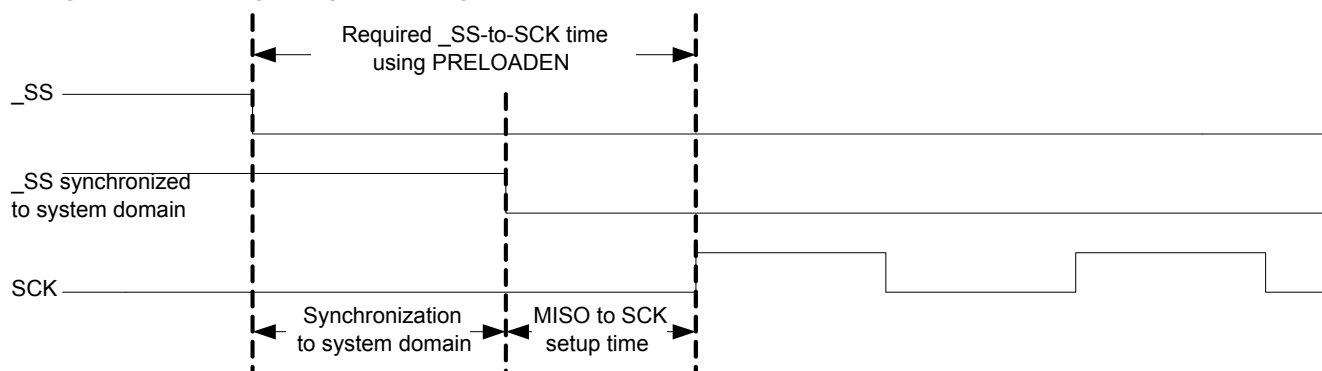 Required _SS-to-SCK time
using PRELOADEN
_SS
_SS synchronized
to system domain
SCK
Synchronization
to system domain
MISO to SCK
setup time